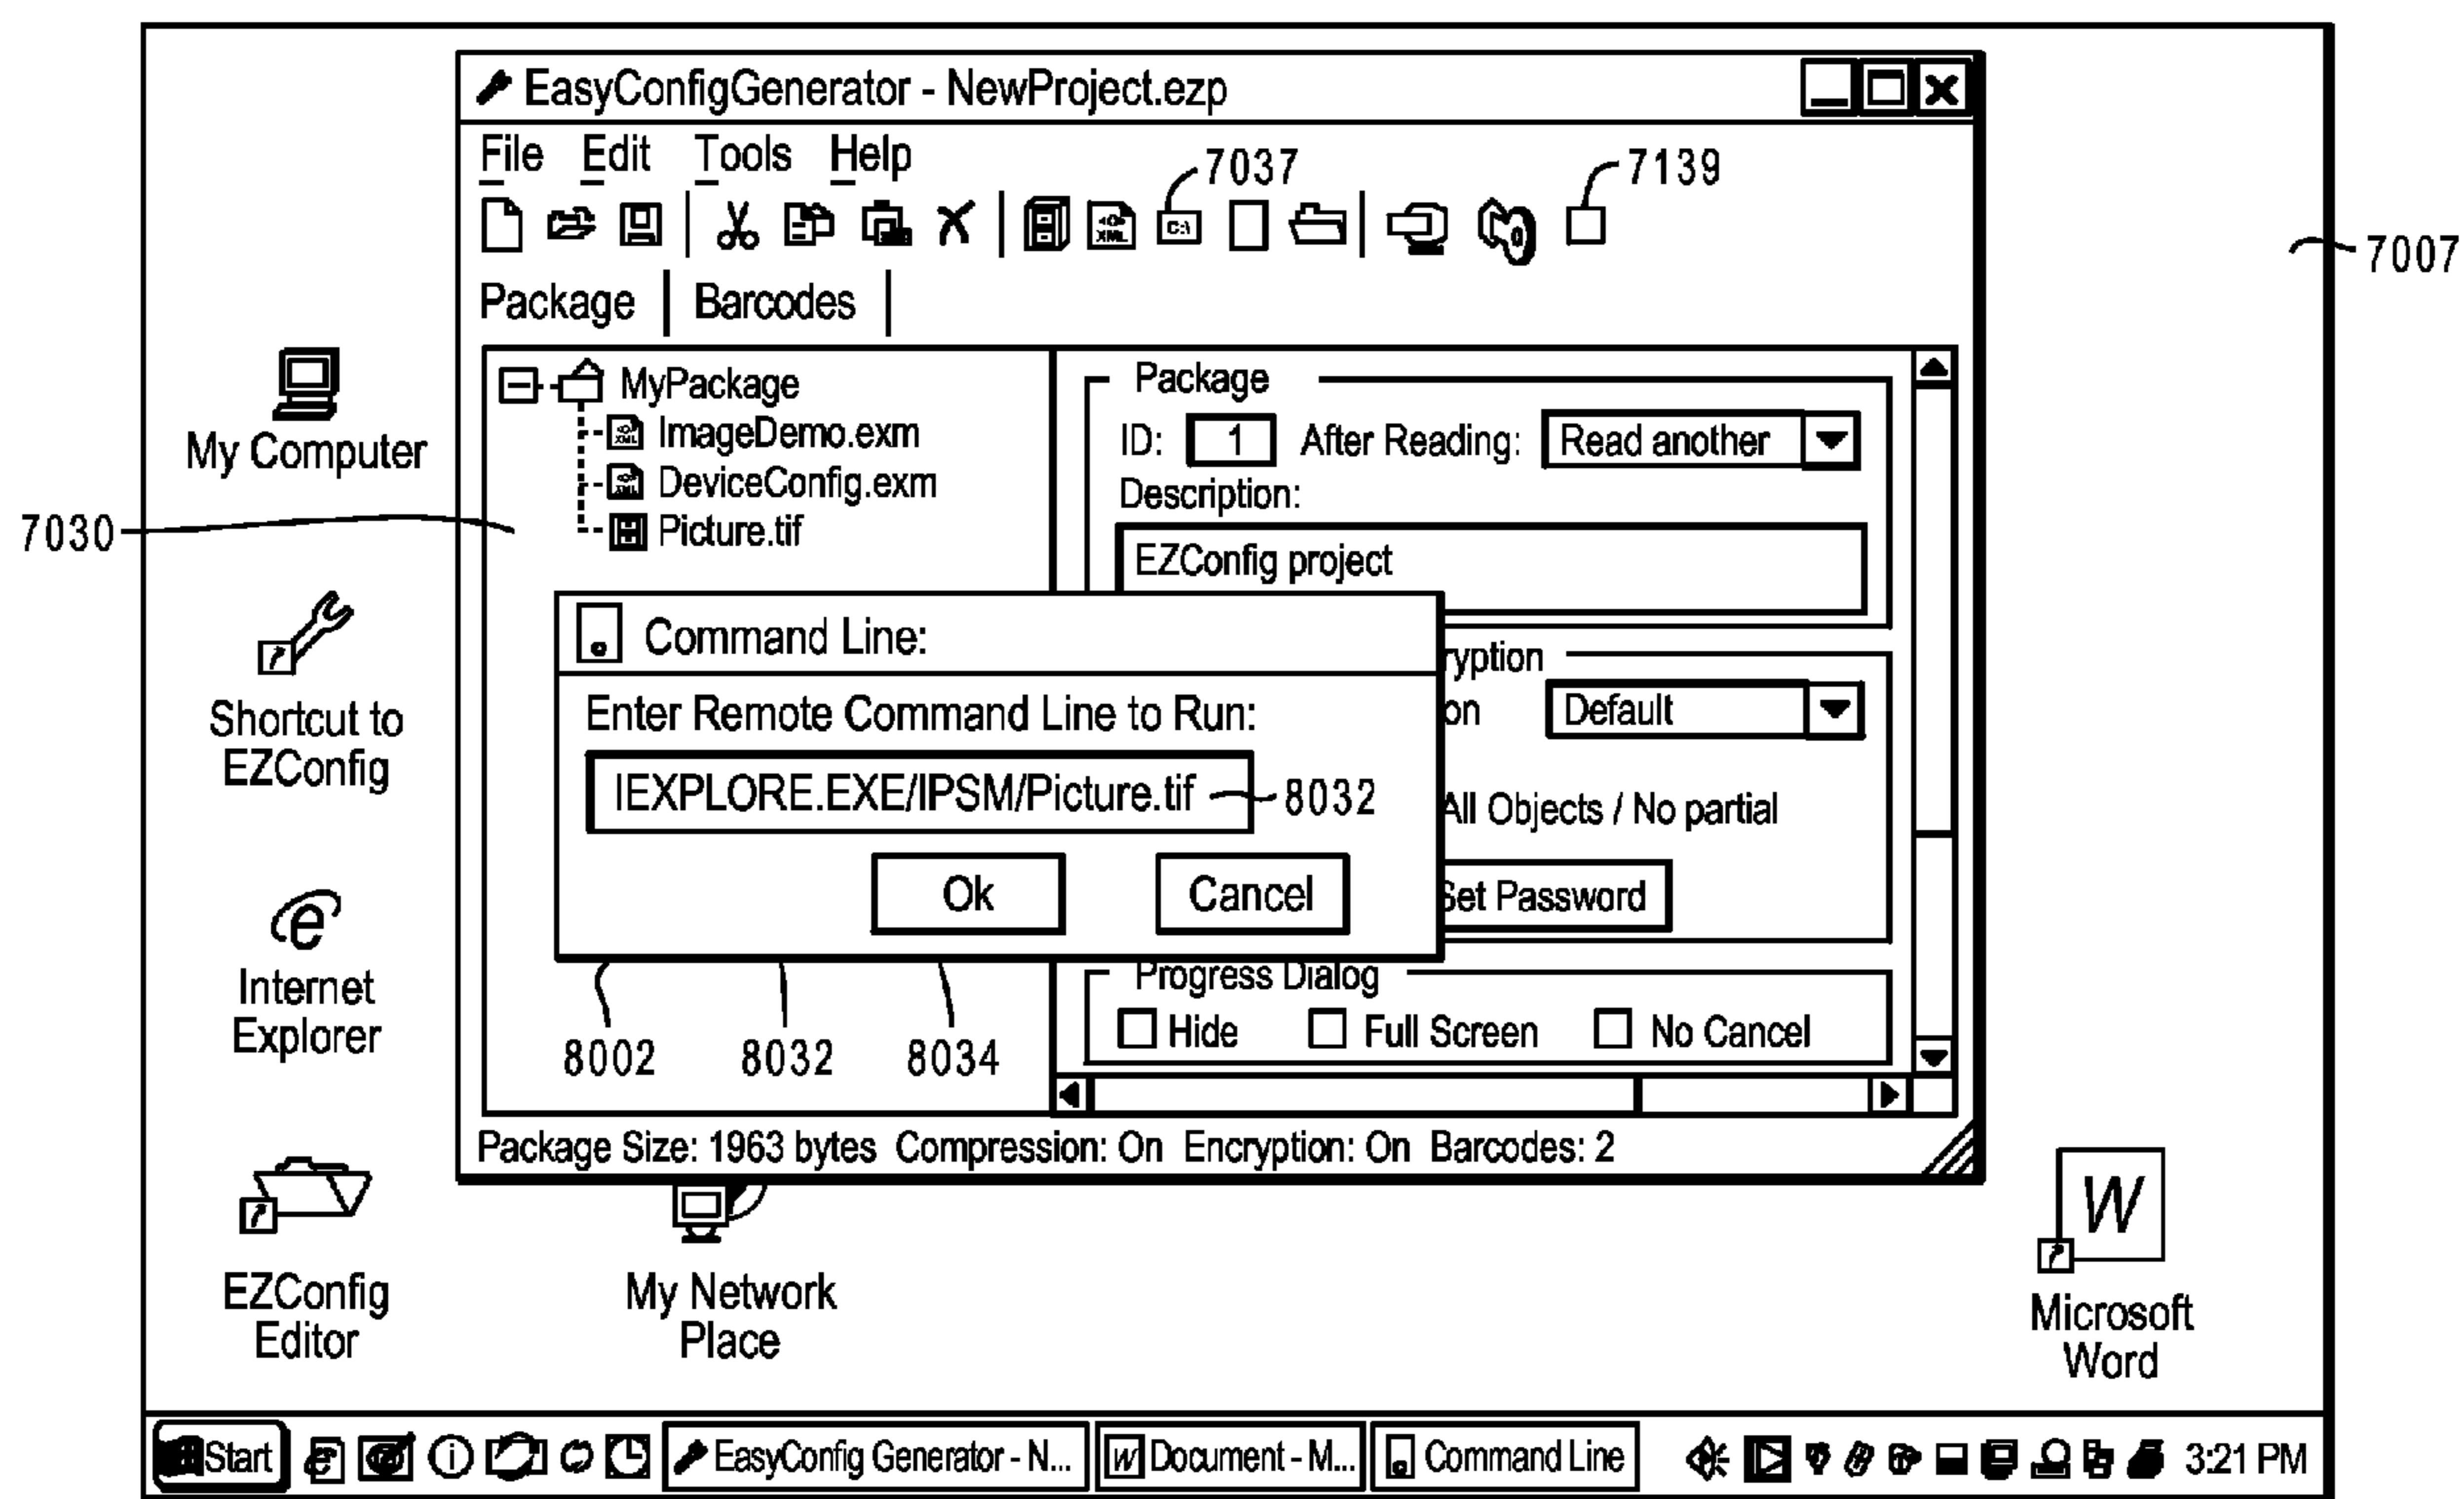 EasyConfigGenerator - NewProject.ezp
File Edit Tools Help
7037
7139
7007
C:\
XML
Package Barcodes
MyPackage
ImageDemo.exm
DeviceConfig.exm
Picture.tif
7030
Package
ID: 1 After Reading: Read another
Description:
EZConfig project
Command Line:
Enter Remote Command Line to Run:
IEXPLORE.EXE/IPSM/Picture.tif
8032
Ok Cancel
ryption
on Default
All Objects / No partial
Set Password
Progress Dialog
Hide Full Screen No Cancel
8002 8032 8034
Package Size: 1963 bytes Compression: On Encryption: On Barcodes: 2
My Computer
Shortcut to
EZConfig
Internet
Explorer
EZConfig
Editor
My Network
Place
W
Microsoft
Word
Start
EasyConfig Generator - N...
W Document - M...
Command Line
3:21 PM